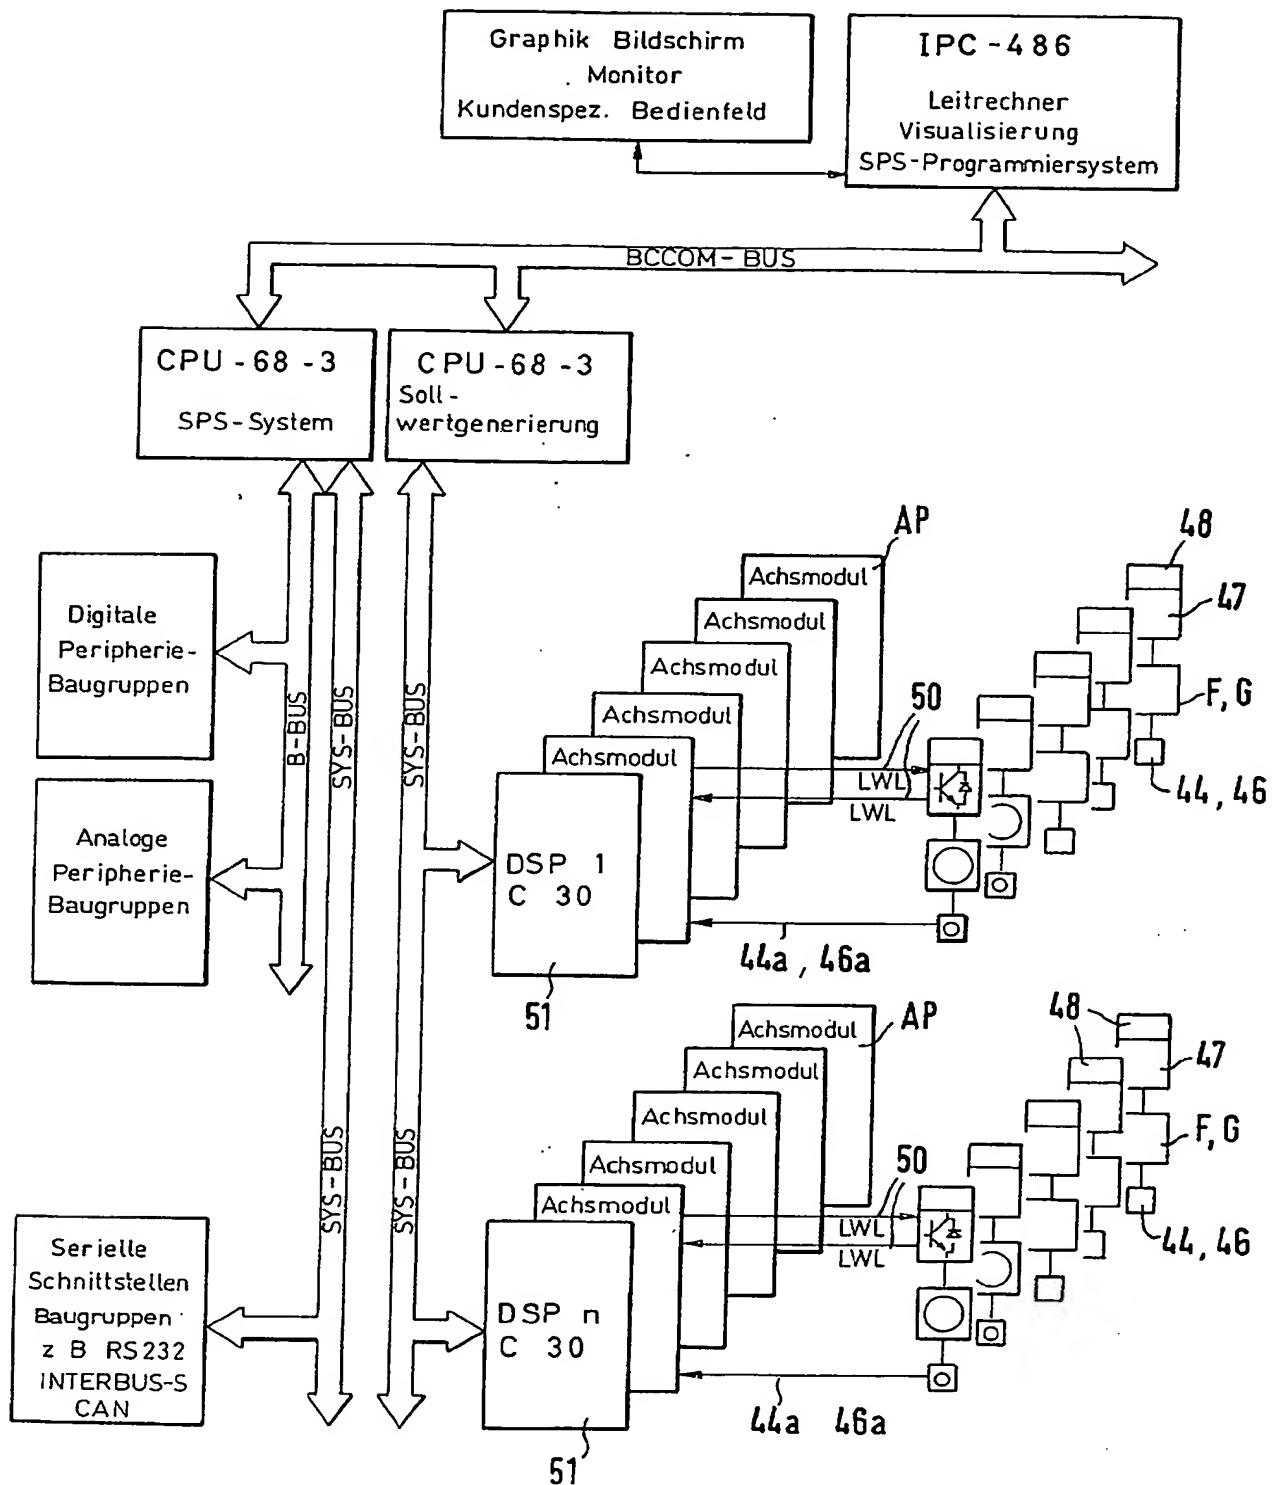 Graphik Bildschirm
Monitor
Kundenspez. Bedienfeld
IPC-486
Leitrechner
Visualisierung
SPS-Programmiersystem
BCCOM-BUS
CPU-68-3
SPS-System
CPU-68-3
Soll-
wertgenerierung
Digitale
Peripherie-
Baugruppen
Analoge
Peripherie-
Baugruppen
Serielle
Schnittstellen
Baugruppen
z B RS232
INTERBUS-S
CAN
B-BUS
SYS-BUS
SYS-BUS
SYS-BUS
SYS-BUS
AP
Achsmodul
Achsmodul
Achsmodul
Achsmodul
Achsmodul
DSP 1
C 30
51
50
LWL
LWL
44a, 46a
48
47
F, G
44, 46
AP
Achsmodul
Achsmodul
Achsmodul
Achsmodul
Achsmodul
DSP n
C 30
51
50
LWL
LWL
44a 46a
48
47
F, G
44, 46